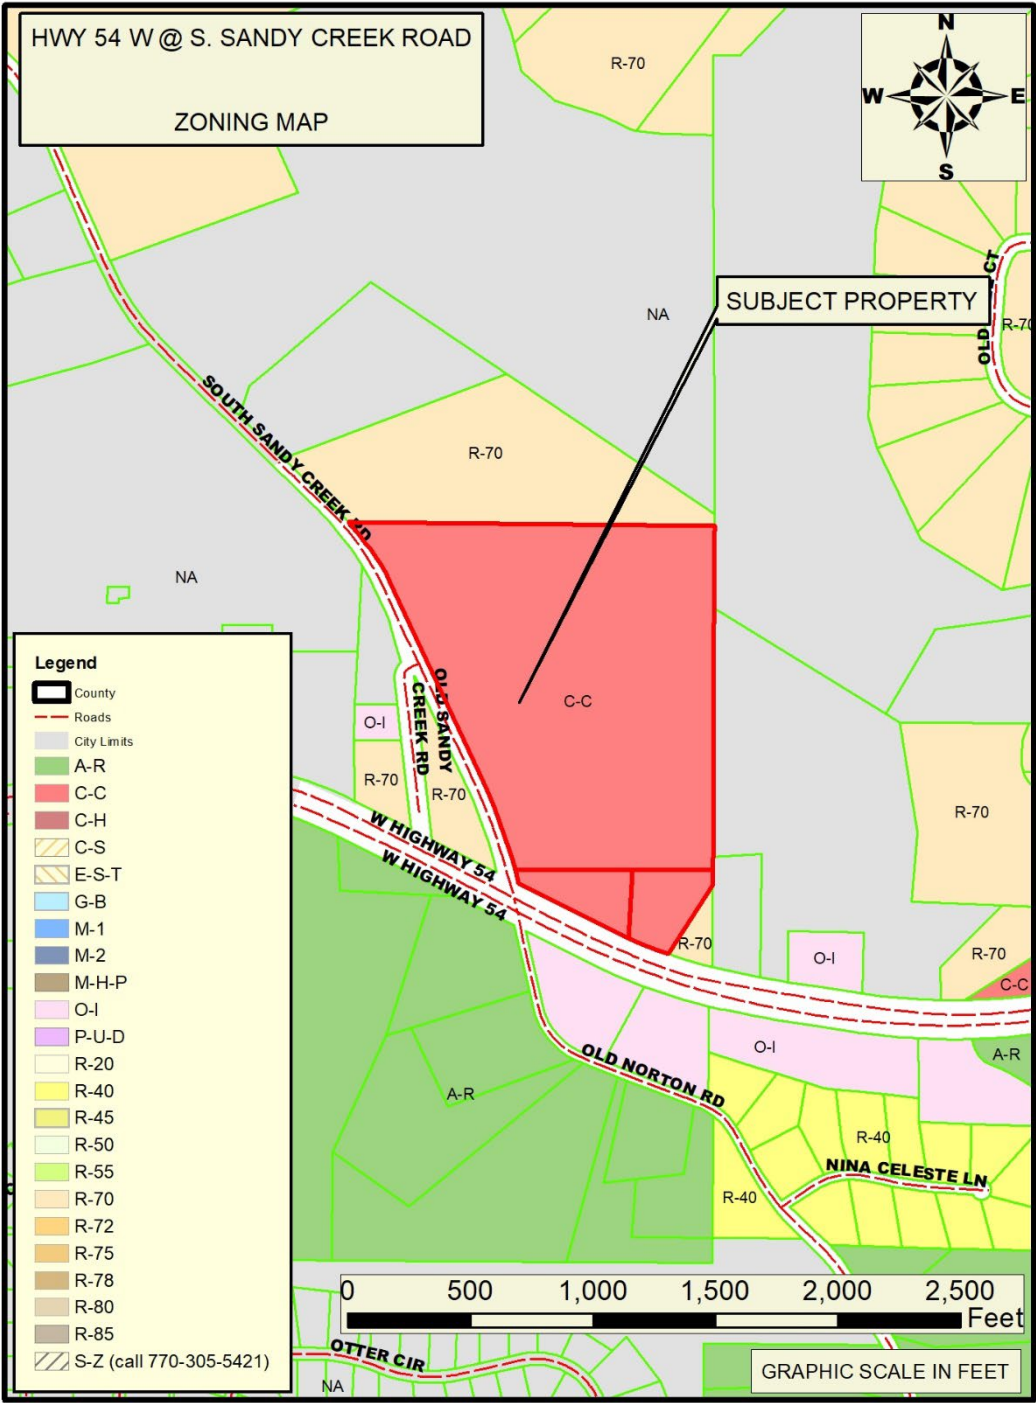 HWY 54 W @ S. SANDY CREEK ROAD
ZONING MAP
N
W
E
S
R-70
SUBJECT PROPERTY
NA
OLD
CT
R-70
SOUTH SANDY CREEK RD
R-70
NA
C-C
OLD SANDY
CREEK RD
O-I
R-70
R-70
W HIGHWAY 54
W HIGHWAY 54
R-70
R-70
O-I
R-70
C-C
O-I
A-R
OLD NORTON RD
A-R
R-40
NINA CELESTE LN
R-40
Legend
County
Roads
City Limits
A-R
C-C
C-H
C-S
E-S-T
G-B
M-1
M-2
M-H-P
O-I
P-U-D
R-20
R-40
R-45
R-50
R-55
R-70
R-72
R-75
R-78
R-80
R-85
S-Z (call 770-305-5421)
0 500 1,000 1,500 2,000 2,500
Feet
OTTER CIR
NA
GRAPHIC SCALE IN FEET